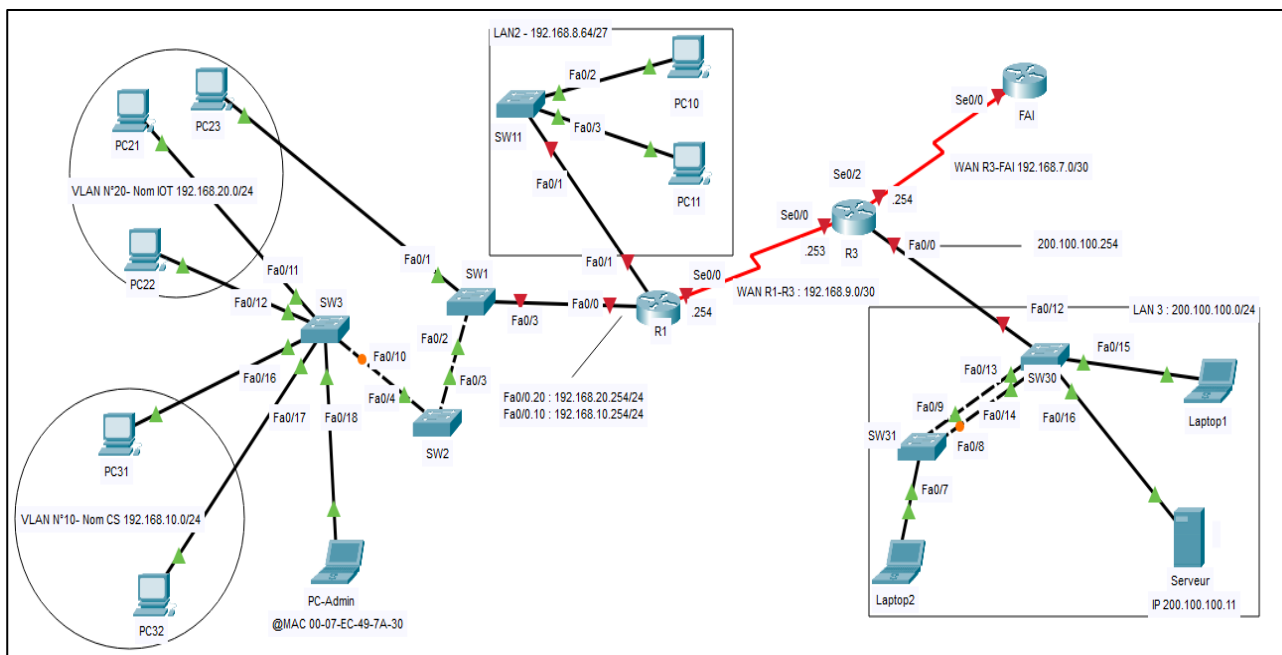 LAN2 - 192.168.8.64/27
Fa0/2
PC10
SW11
Fa0/3
PC11
Fa0/1
Fa0/1
PC21
PC23
VLAN N°20- Nom IOT 192.168.20.0/24
PC22
Fa0/11
Fa0/12
SW3
Fa0/10
Fa0/16
Fa0/17
Fa0/18
Fa0/4
SW2
Fa0/3
Fa0/2
Fa0/1
SW1
Fa0/3
Fa0/0
R1
Se0/0
.254
WAN R1-R3 : 192.168.9.0/30
Fa0/0.20 : 192.168.20.254/24
Fa0/0.10 : 192.168.10.254/24
Se0/0
FAI
WAN R3-FAI 192.168.7.0/30
Se0/2
.254
Se0/0
.253
R3
Fa0/0
200.100.100.254
Fa0/12
LAN 3 : 200.100.100.0/24
Fa0/15
Fa0/13
SW30
Fa0/14
Fa0/16
Laptop1
Fa0/9
SW31
Fa0/8
Fa0/7
Laptop2
Serveur
IP 200.100.100.11
PC31
VLAN N°10- Nom CS 192.168.10.0/24
PC32
PC-Admin
@MAC 00-07-EC-49-7A-30